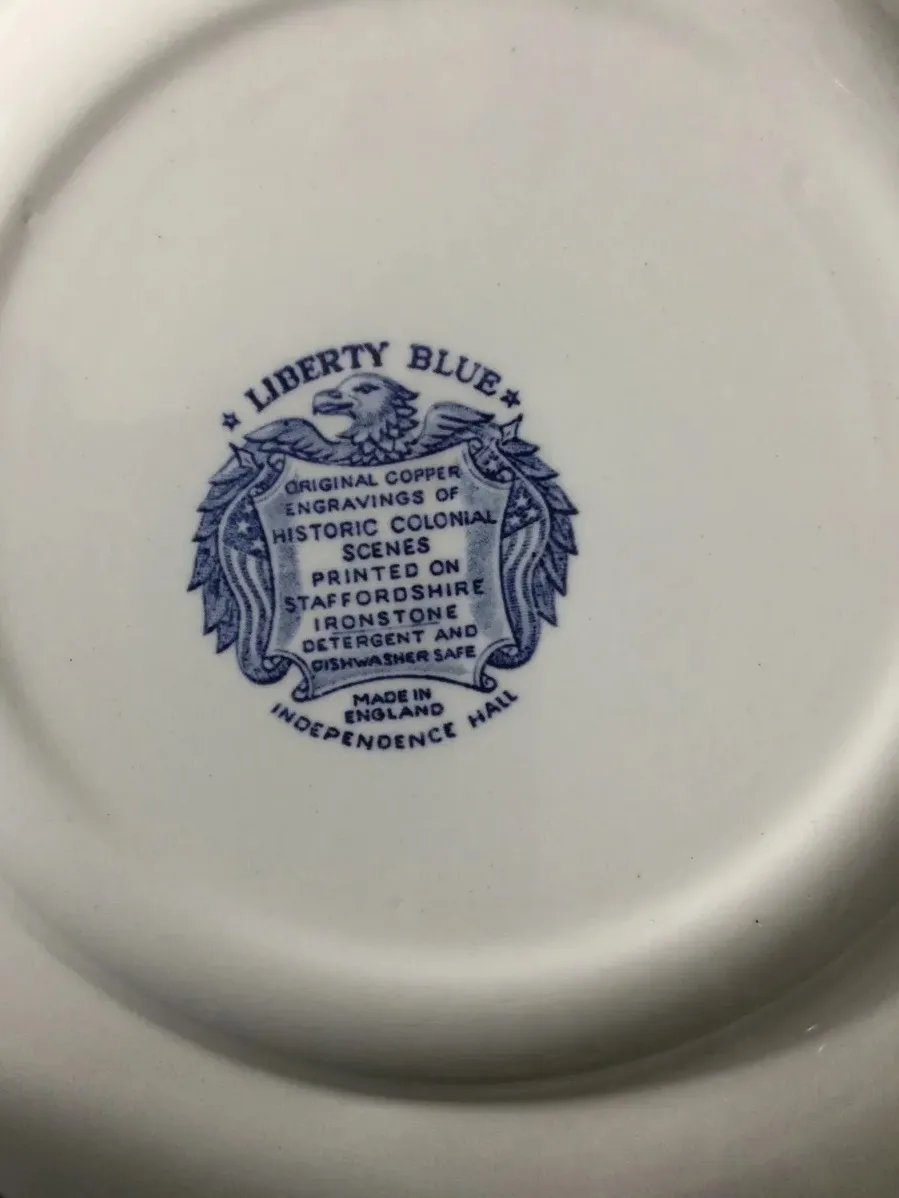 LIBERTY BLUE
ORIGINAL COPPER
ENGRAVINGS OF
HISTORIC COLONIAL
SCENES
PRINTED ON
STAFFORDSHIRE
IRONSTONE
DETERGENT AND
DISHWASHER SAFE
MADE IN
ENGLAND
INDEPENDENCE HALL